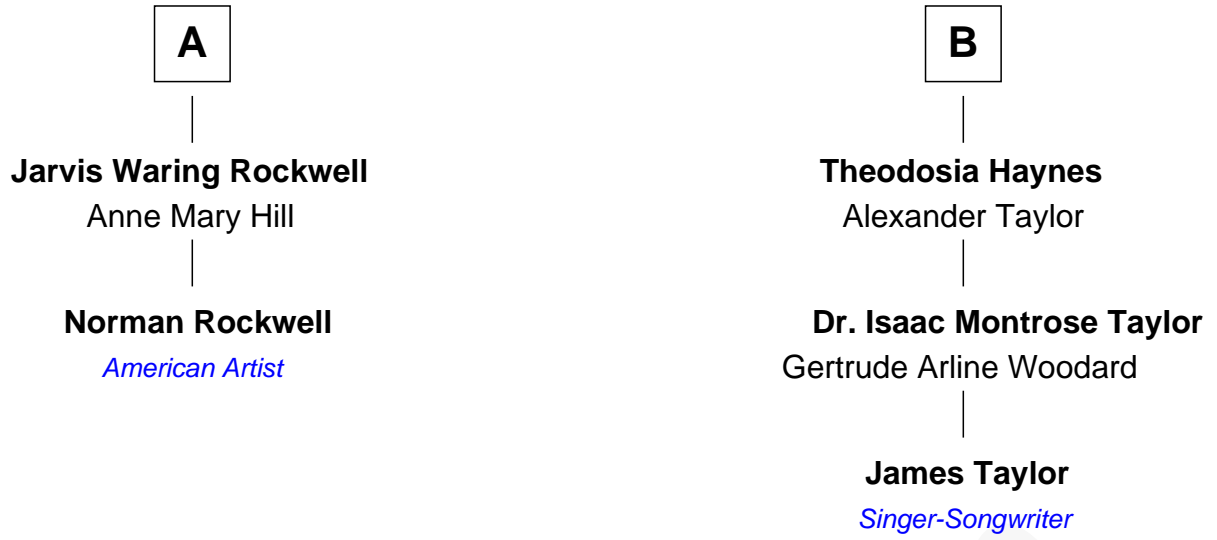 A
Jarvis Waring Rockwell
Anne Mary Hill
Norman Rockwell
American Artist
B
Theodosia Haynes
Alexander Taylor
Dr. Isaac Montrose Taylor
Gertrude Arline Woodard
James Taylor
Singer-Songwriter